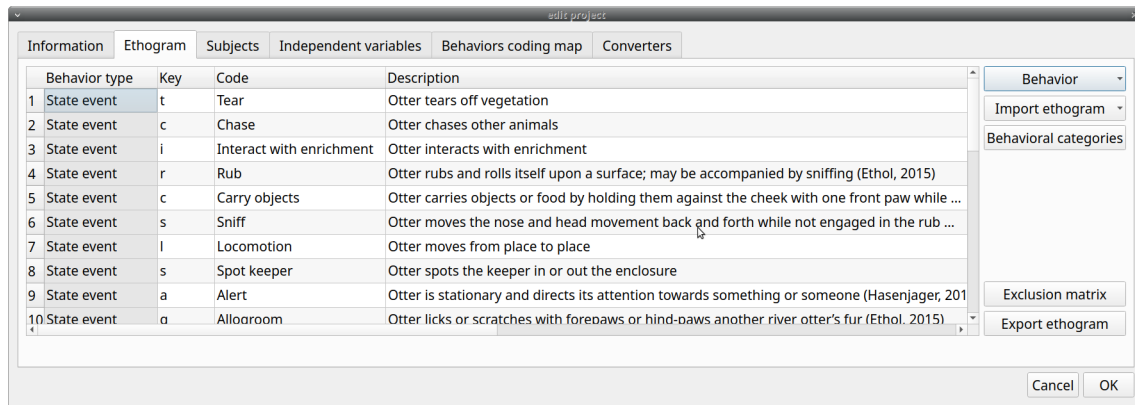 edit project
Information Ethogram Subjects Independent variables Behaviors coding map Converters
Behavior type Key Code Description
1 State event t Tear Otter tears off vegetation
2 State event c Chase Otter chases other animals
3 State event i Interact with enrichment Otter interacts with enrichment
4 State event r Rub Otter rubs and rolls itself upon a surface; may be accompanied by sniffing (Ethol, 2015)
5 State event c Carry objects Otter carries objects or food by holding them against the cheek with one front paw while ...
6 State event s Sniff Otter moves the nose and head movement back and forth while not engaged in the rub ...
7 State event l Locomotion Otter moves from place to place
8 State event s Spot keeper Otter spots the keeper in or out the enclosure
9 State event a Alert Otter is stationary and directs its attention towards something or someone (Hasenjager, 201
10 State event g Allogroom Otter licks or scratches with forepaws or hind-paws another river otter’s fur (Ethol, 2015)
Behavior
Import ethogram
Behavioral categories
Exclusion matrix
Export ethogram
Cancel OK